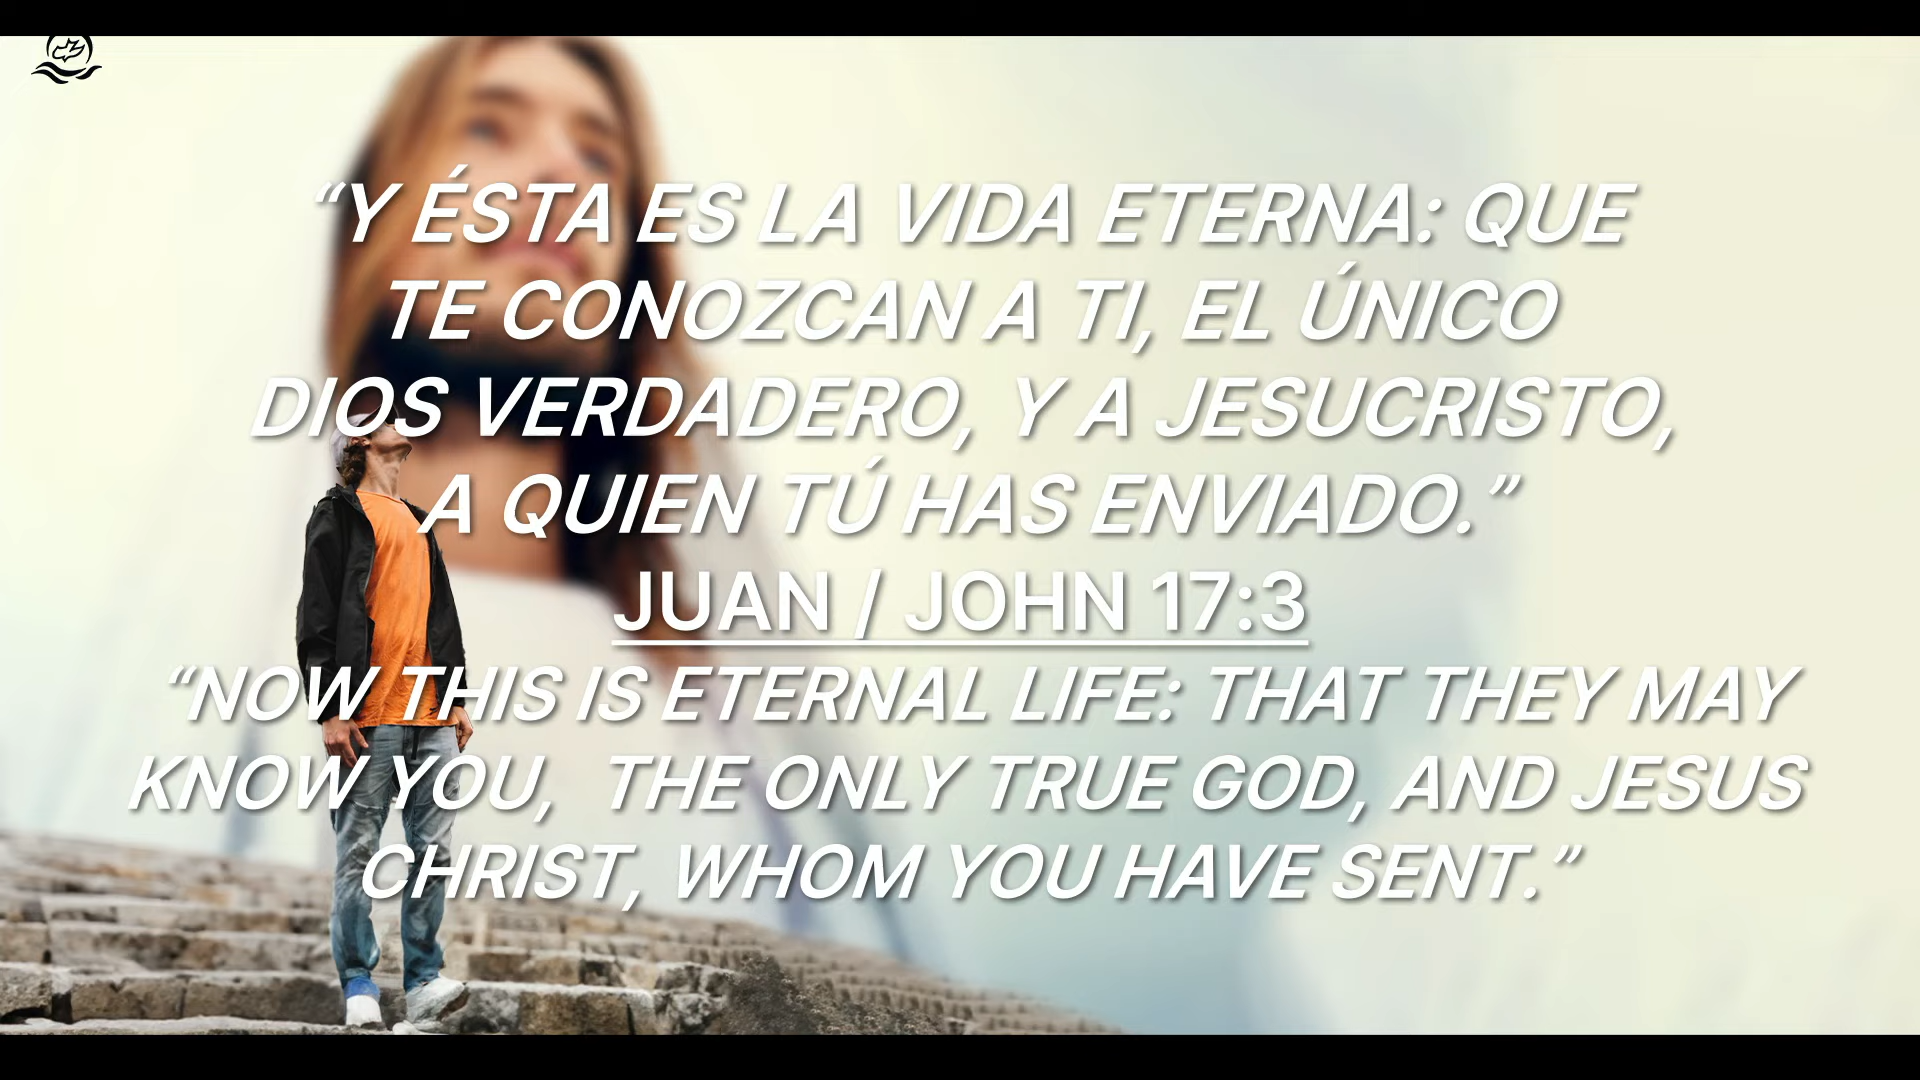 “Y ÉSTA ES LA VIDA ETERNA: QUE
TE CONOZCAN A TI, EL ÚNICO
DIOS VERDADERO, Y A JESUCRISTO,
A QUIEN TÚ HAS ENVIADO.”
JUAN / JOHN 17:3
“NOW THIS IS ETERNAL LIFE: THAT THEY MAY
KNOW YOU,  THE ONLY TRUE GOD, AND JESUS
CHRIST, WHOM YOU HAVE SENT.”